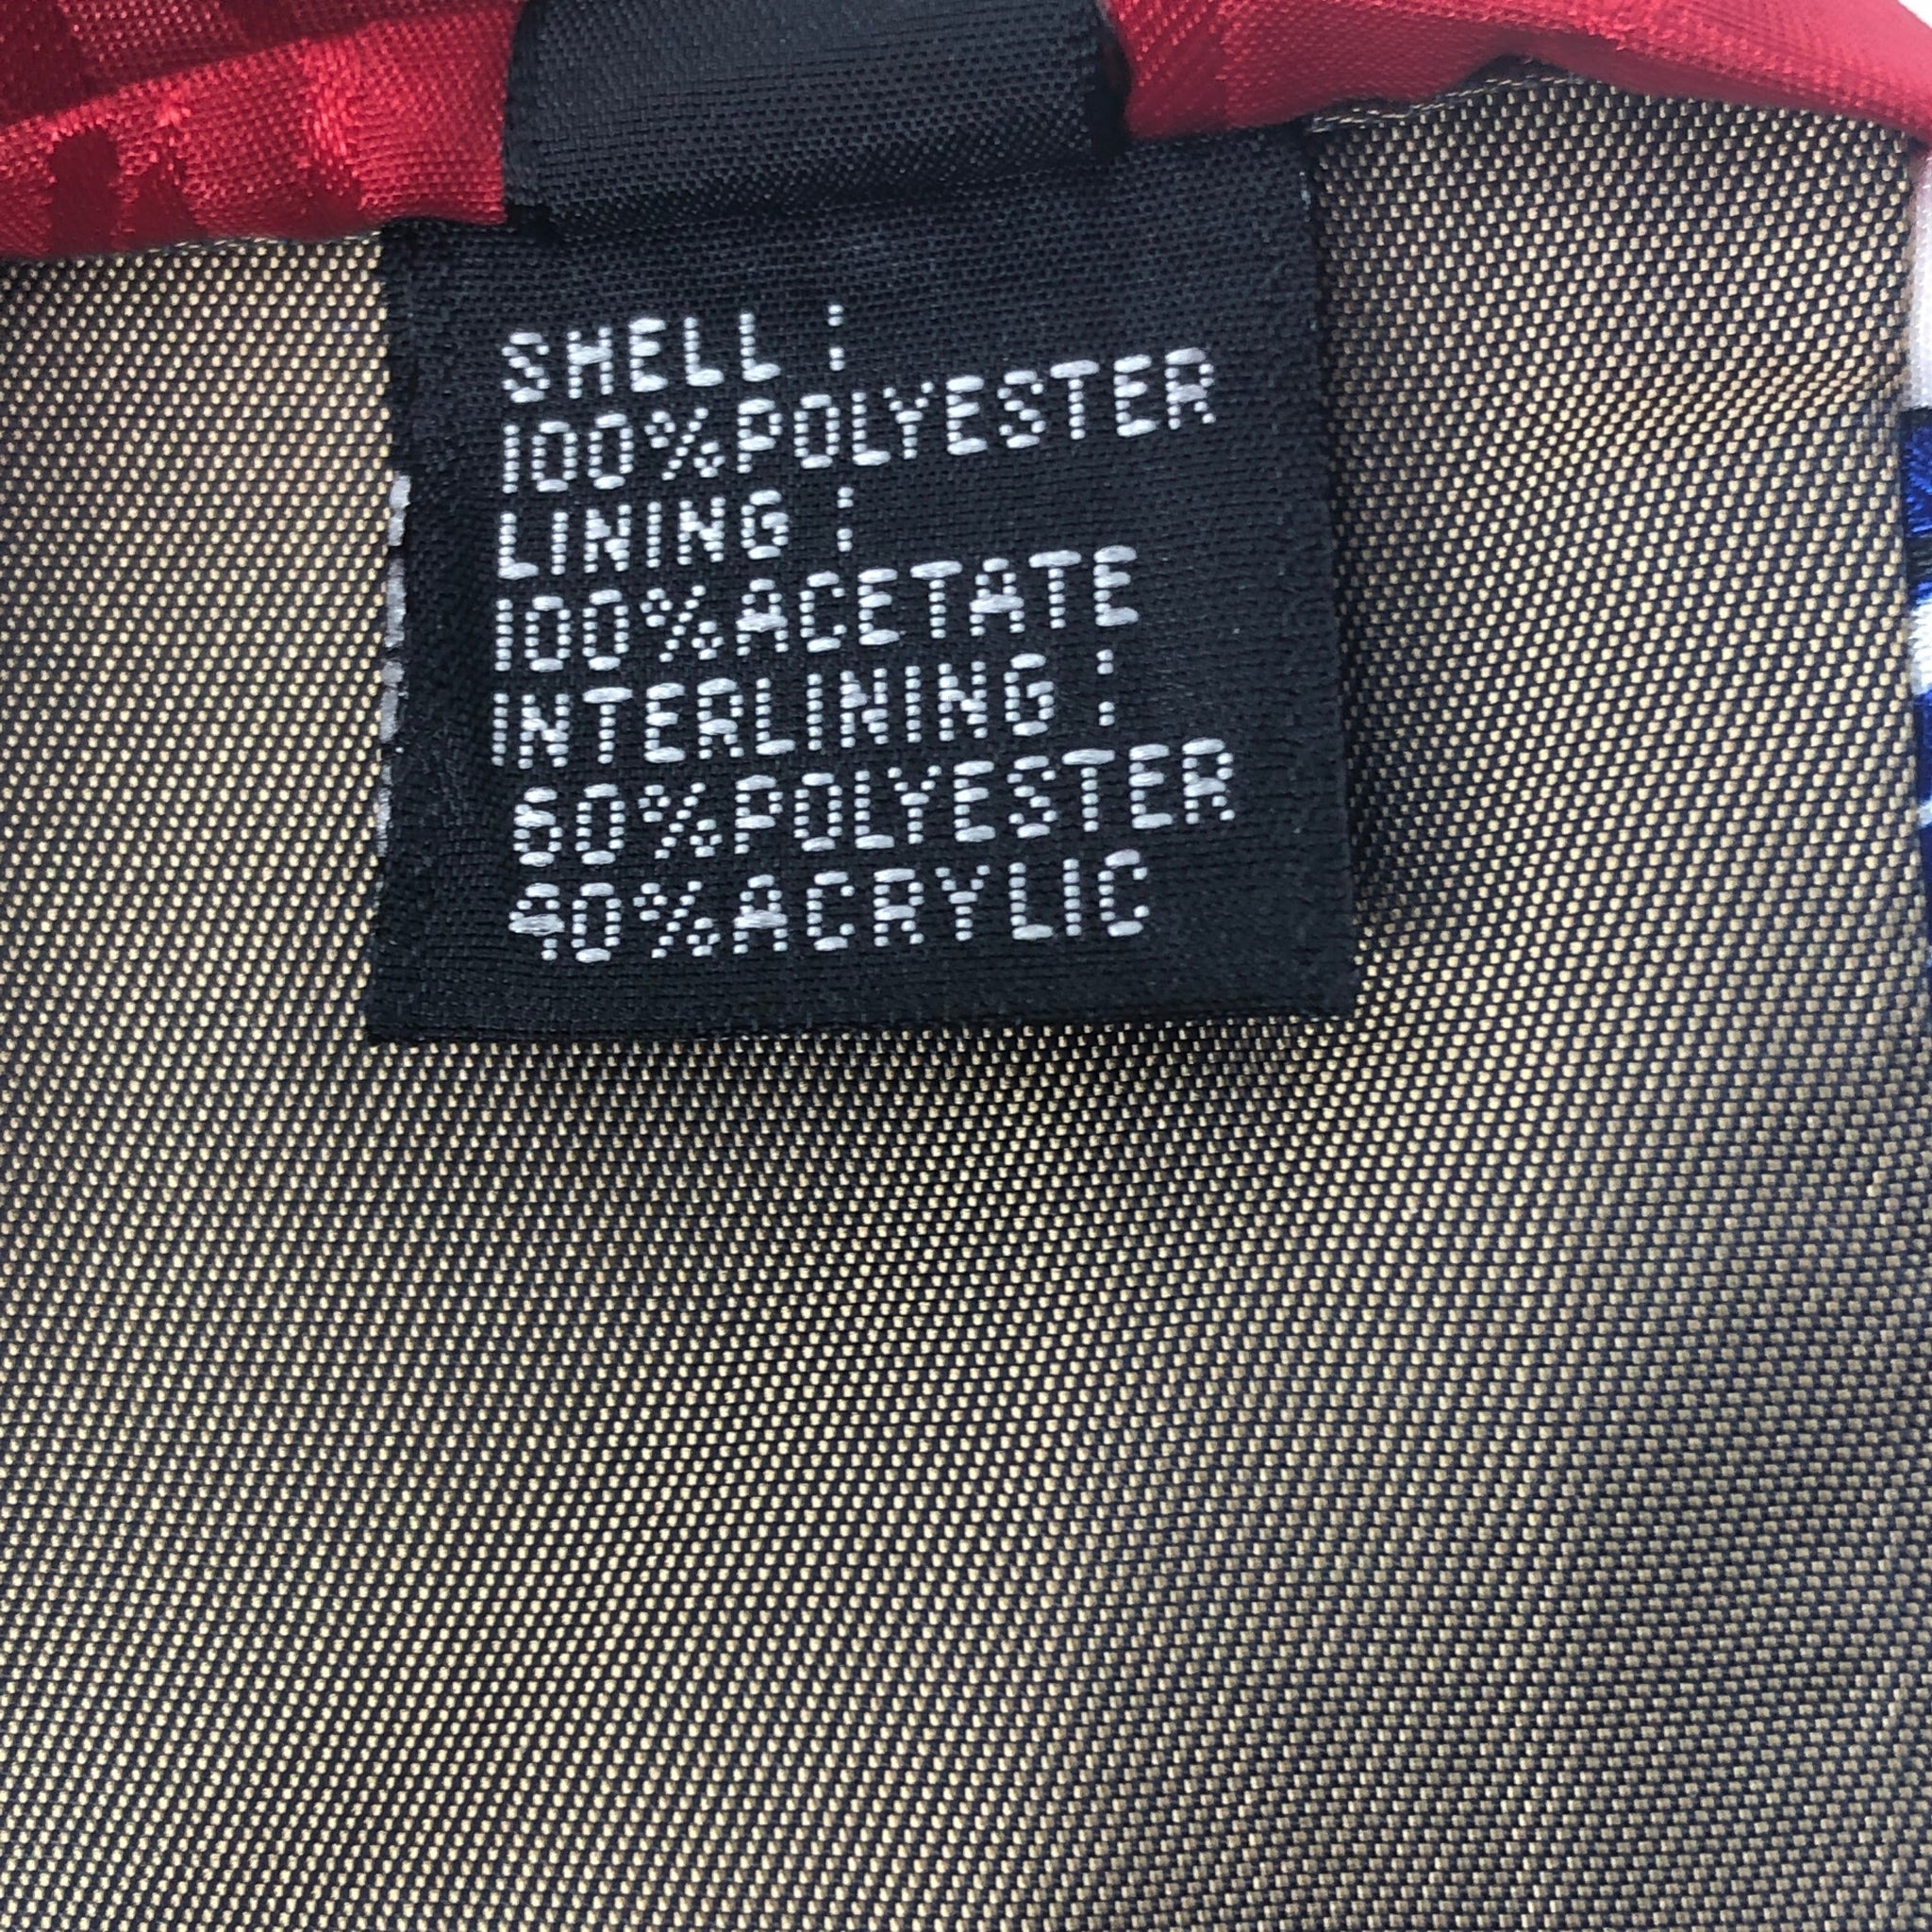 SHELL :
100%POLYESTER
LINING :
100%ACETATE
INTERLINING :
60%POLYESTER
40%ACRYLIC